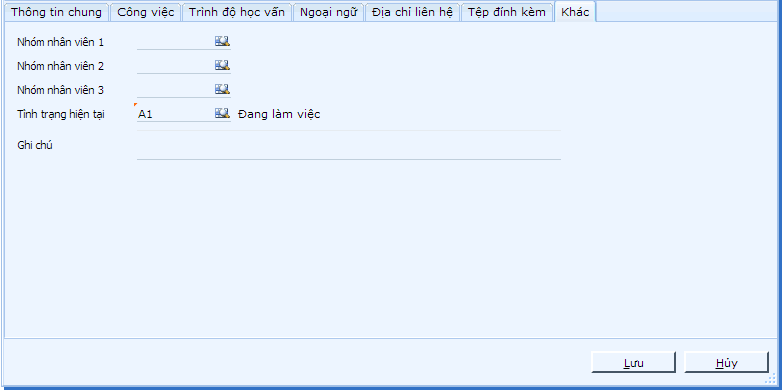 Thông tin chung Công việc Trình độ học vấn Ngoại ngữ Địa chỉ liên hệ Tệp đính kèm Khác
Nhóm nhân viên 1
Nhóm nhân viên 2
Nhóm nhân viên 3
Tình trạng hiện tại A1 Đang làm việc
Ghi chú
Lưu Hủy